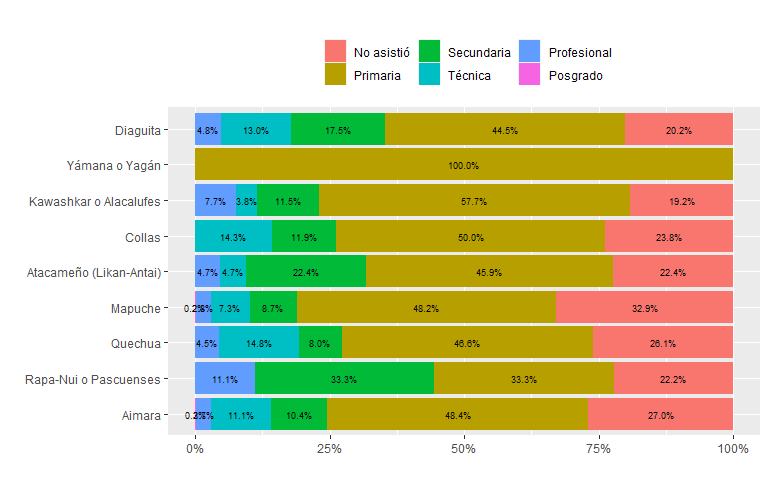 No asistió Secundaria Profesional
Primaria Técnica Posgrado
Diaguita 4.8% 13.0% 17.5% 44.5% 20.2%
Yámana o Yagán 100.0%
Kawashkar o Alacalufes 7.7% 3.8% 11.5% 57.7% 19.2%
Collas 14.3% 11.9% 50.0% 23.8%
Atacameño (Likan-Antai) 4.7% 4.7% 22.4% 45.9% 22.4%
Mapuche 7.3% 8.7% 48.2% 32.9%
Quechua 4.5% 14.8% 8.0% 46.6% 26.1%
Rapa-Nui o Pascuenses 11.1% 33.3% 33.3% 22.2%
Aimara 11.1% 10.4% 48.4% 27.0%
0% 25% 50% 75% 100%